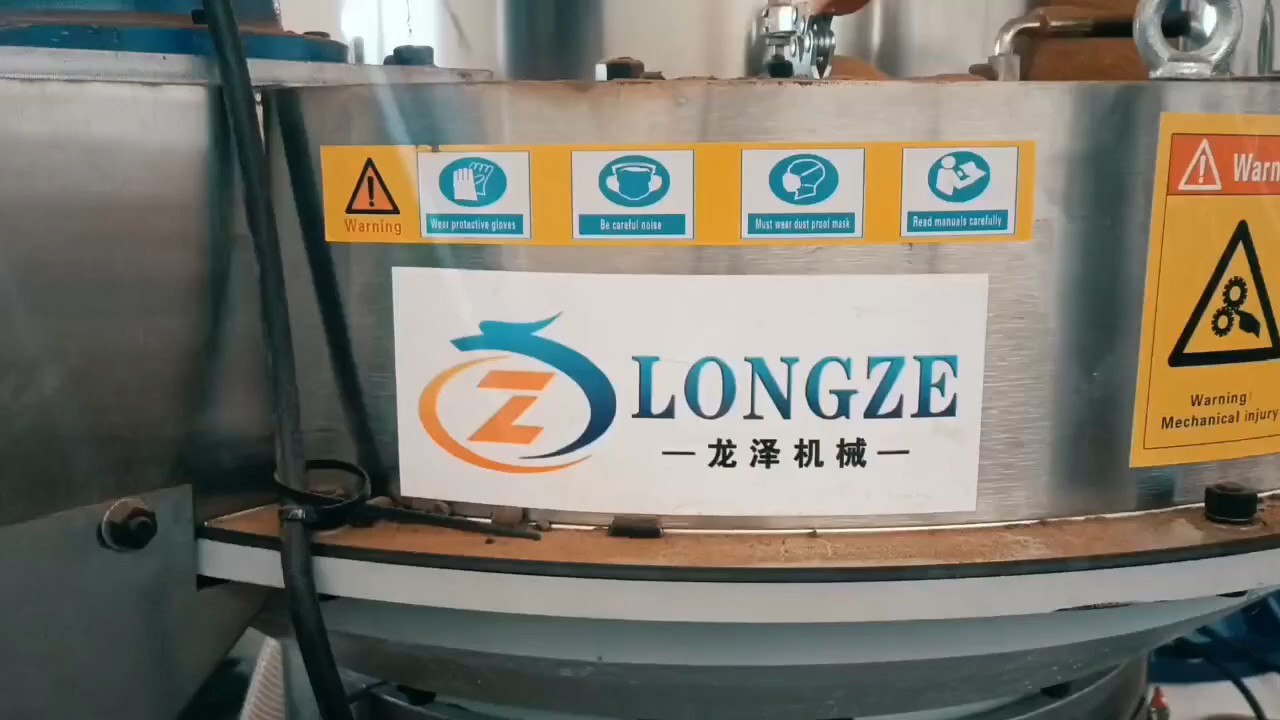 Warning
Wear protective gloves
Be careful noise
Must wear dust proof mask
Read manuals carefully
LONGZE
—龙泽机械—
Warn
Warning!
Mechanical injury